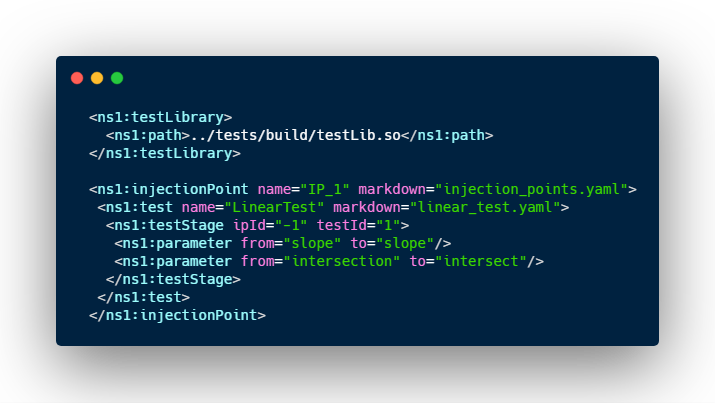 <ns1:testLibrary>
<ns1:path>../tests/build/testLib.so</ns1:path>
</ns1:testLibrary>
<ns1:injectionPoint name="IP_1" markdown="injection_points.yaml">
<ns1:test name="LinearTest" markdown="linear_test.yaml">
<ns1:testStage ipId="-1" testId="1">
<ns1:parameter from="slope" to="slope"/>
<ns1:parameter from="intersection" to="intersect"/>
</ns1:testStage>
</ns1:test>
</ns1:injectionPoint>